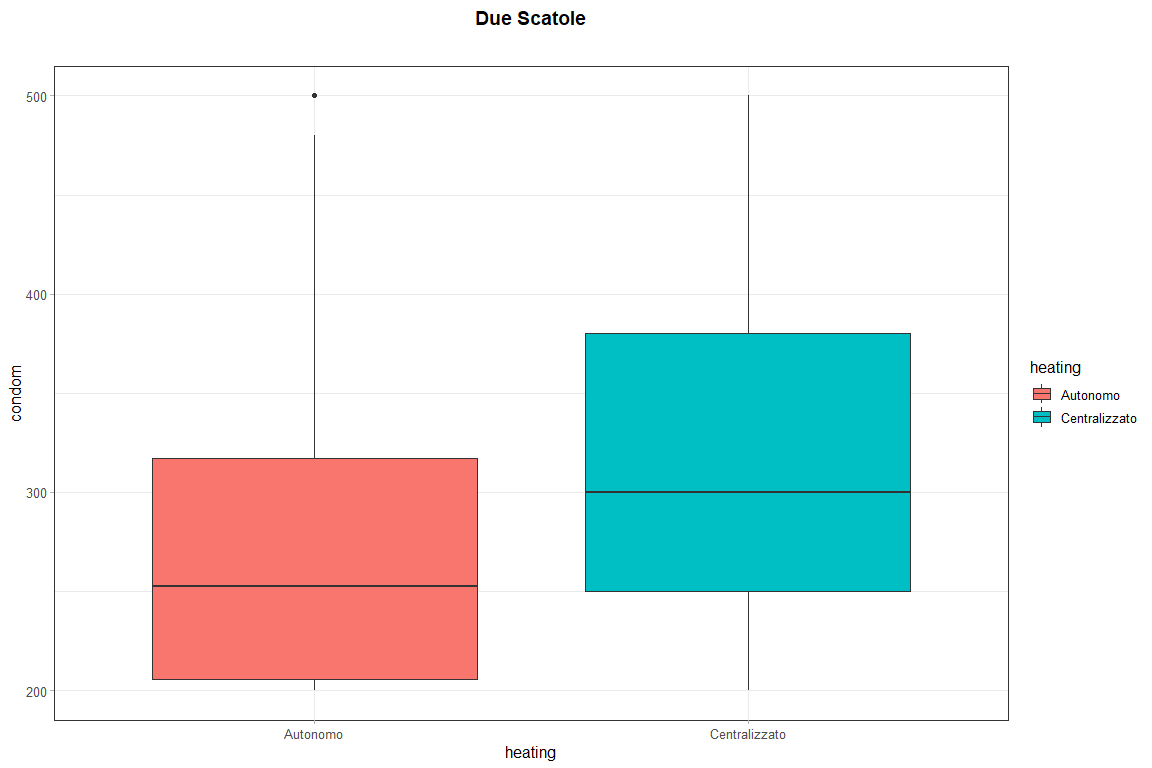 Due Scatole
500
400
300
200
condom
Autonomo
Centralizzato
heating
heating
Autonomo
Centralizzato